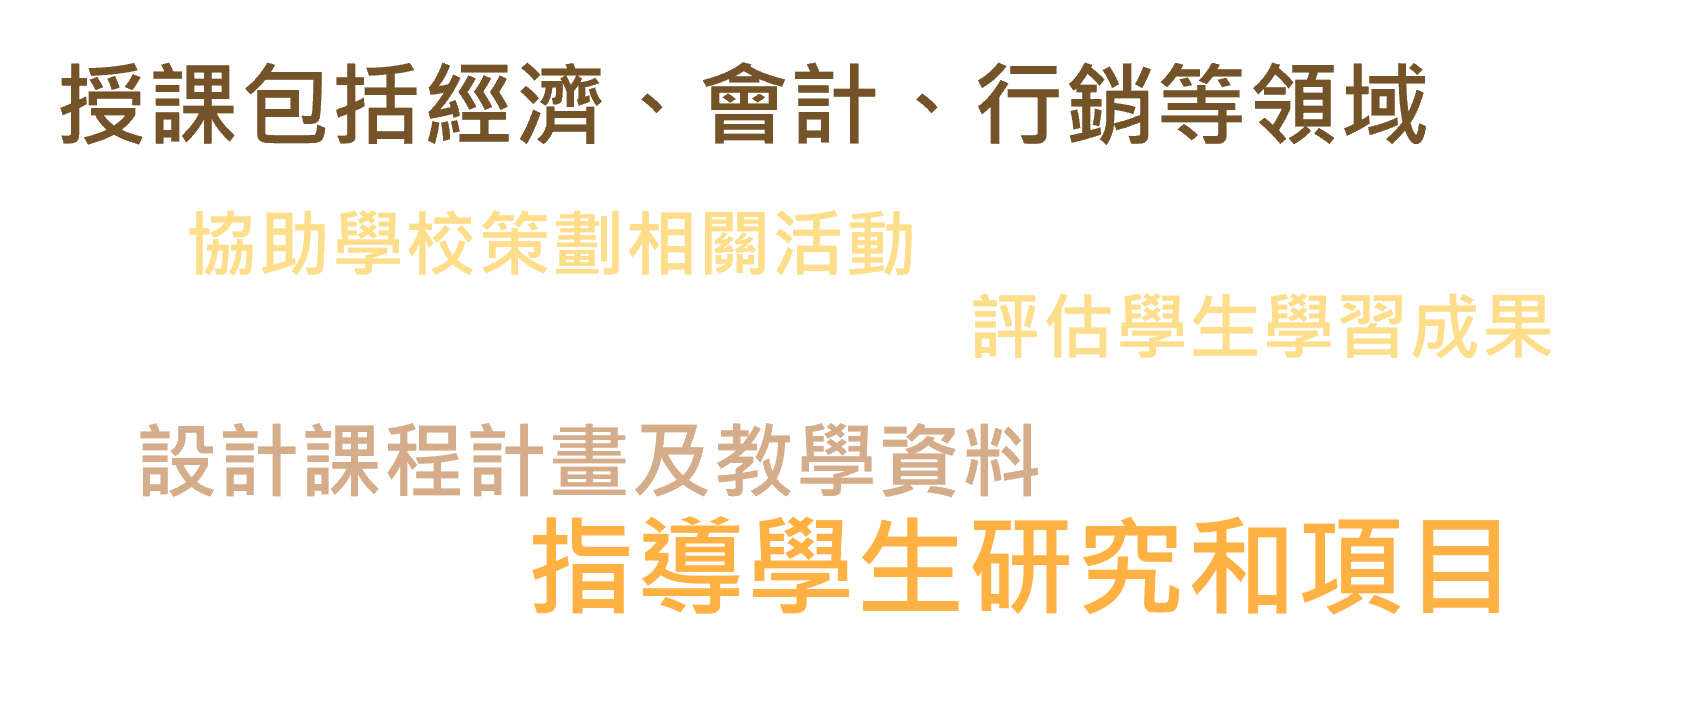 授課包括經濟、會計、行銷等領域
協助學校策劃相關活動
評估學生學習成果
設計課程計畫及教學資料
指導學生研究和項目